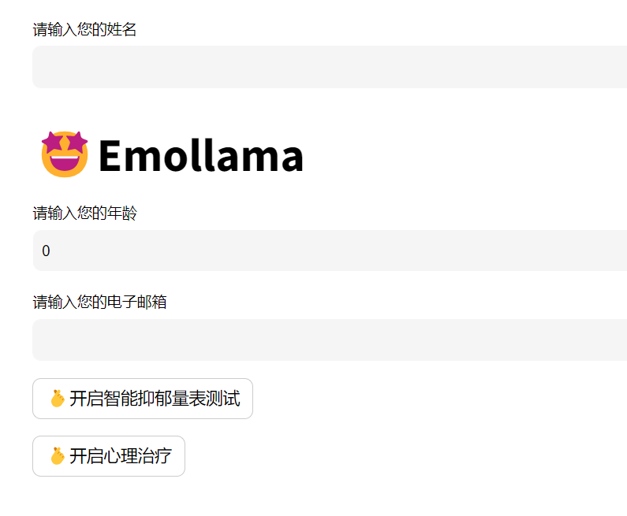 请输入您的姓名
Emollama
请输入您的年龄
0
请输入您的电子邮箱
开启智能抑郁量表测试
开启心理治疗